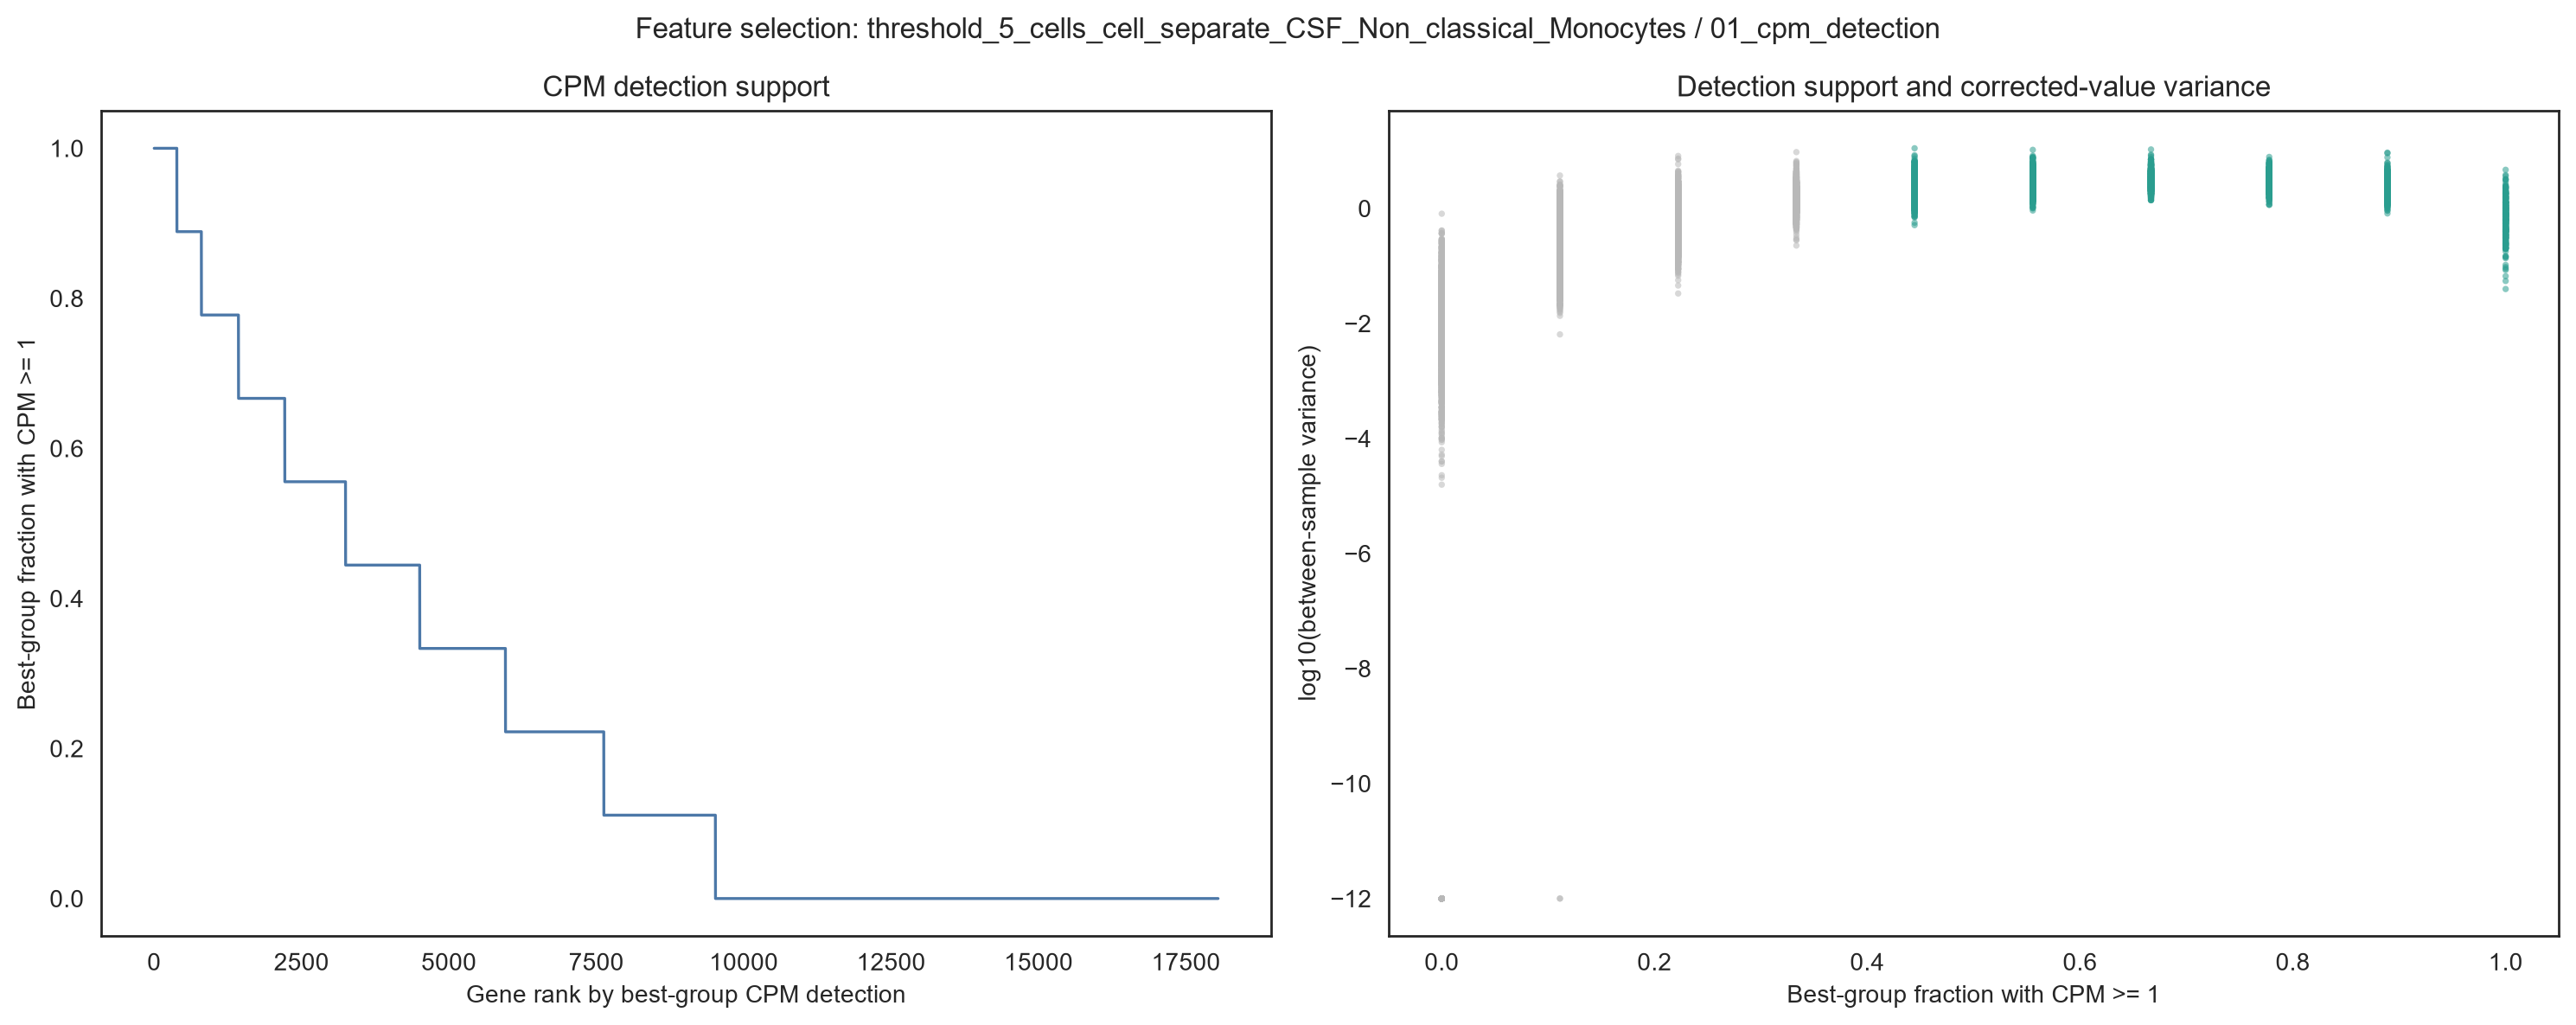 Feature selection: threshold_5_cells_cell_separate_CSF_Non_classical_Monocytes / 01_cpm_detection
CPM detection support
Best-group fraction with CPM >= 1
1.0
0.8
0.6
0.4
0.2
0.0
0 2500 5000 7500 10000 12500 15000 17500
Gene rank by best-group CPM detection
Detection support and corrected-value variance
log10(between-sample variance)
0
−2
−4
−6
−8
−10
−12
0.0 0.2 0.4 0.6 0.8 1.0
Best-group fraction with CPM >= 1